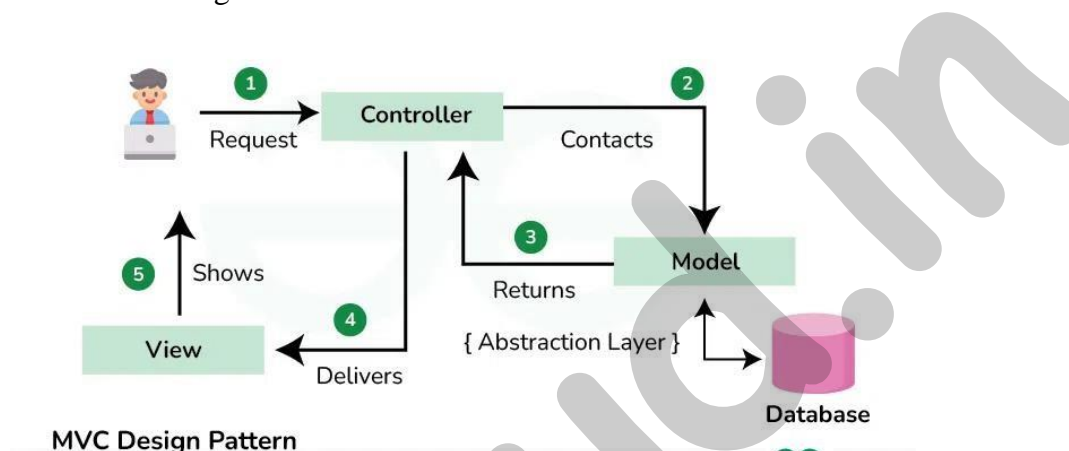 1
2
Controller
Request
Contacts
3
Model
5
Shows
Returns
4
{ Abstraction Layer }
View
Delivers
Database
MVC Design Pattern